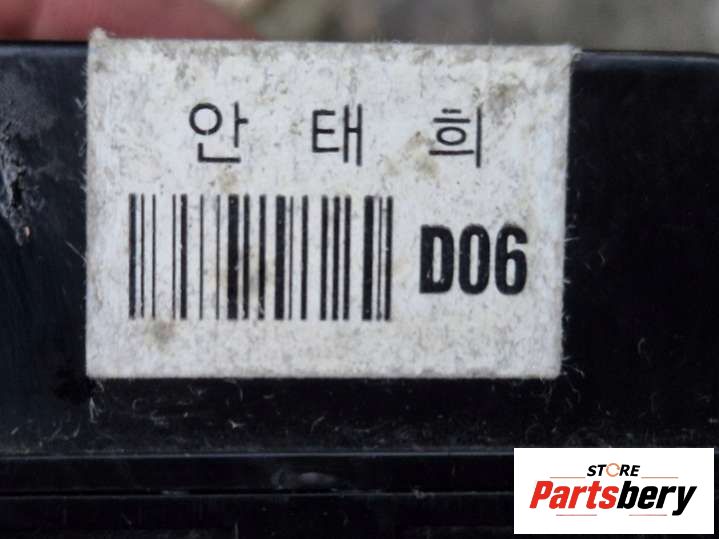 안 태 희
D06
STORE
Partsbery